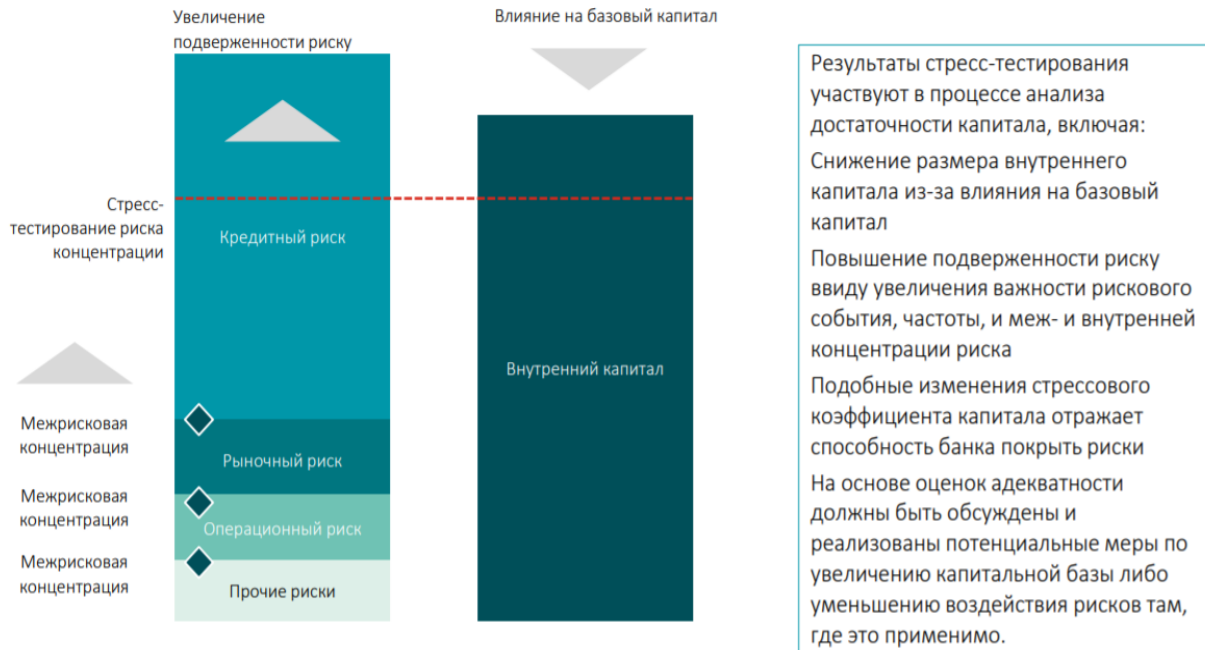 Увеличение
подверженности риску
Влияние на базовый капитал
Стресс-
тестирование риска
концентрации
Кредитный риск
Межрисковая
концентрация
Рыночный риск
Межрисковая
концентрация
Операционный риск
Межрисковая
концентрация
Прочие риски
Внутренний капитал
Результаты стресс-тестирования
участвуют в процессе анализа
достаточности капитала, включая:
Снижение размера внутреннего
капитала из-за влияния на базовый
капитал
Повышение подверженности риску
ввиду увеличения важности рискового
события, частоты, и меж- и внутренней
концентрации риска
Подобные изменения стрессового
коэффициента капитала отражает
способность банка покрыть риски
На основе оценок адекватности
должны быть обсуждены и
реализованы потенциальные меры по
увеличению капитальной базы либо
уменьшению воздействия рисков там,
где это применимо.